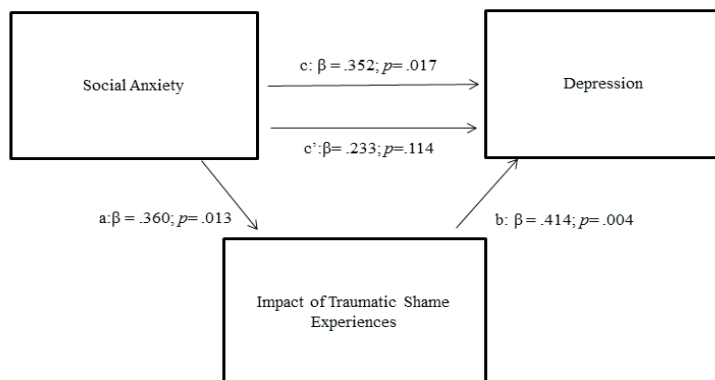 c: β = .352; p= .017
Social Anxiety
Depression
c’:β= .233; p=.114
a:β = .360; p=.013
b: β = .414; p=.004
Impact of Traumatic Shame
Experiences